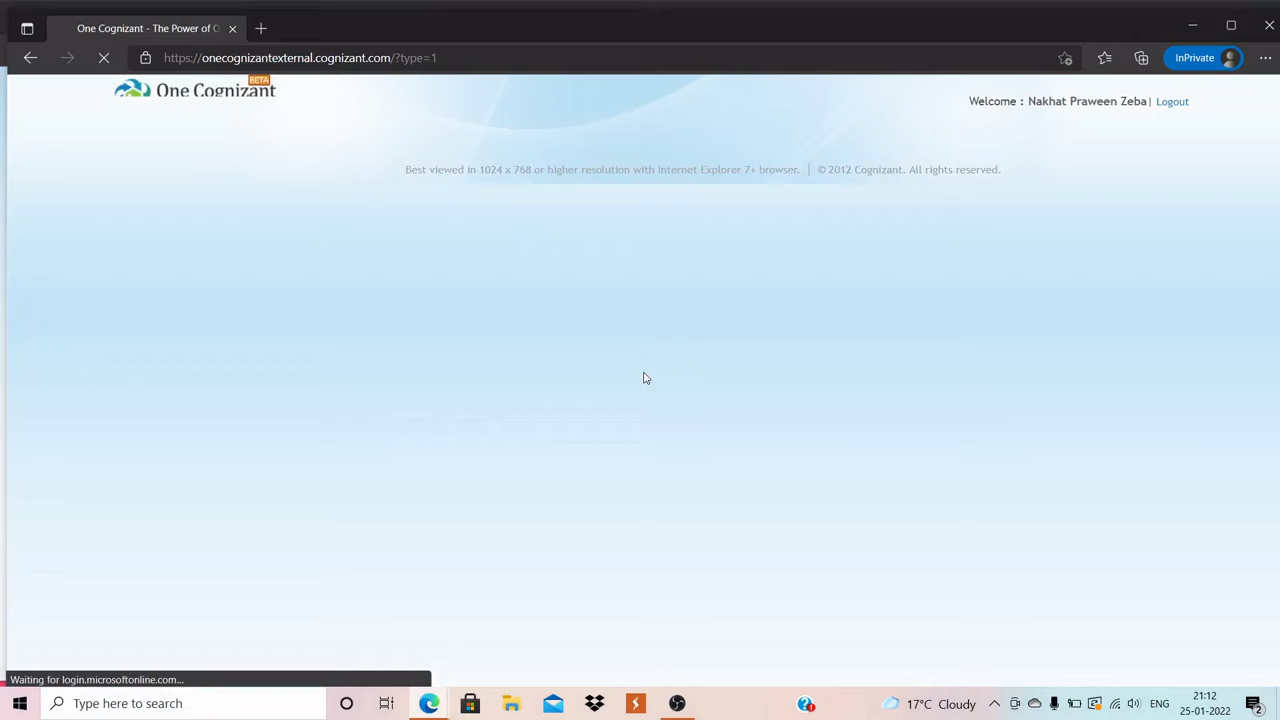 One Cognizant - The Power of O
https://onecognizantexternal.cognizant.com/?type=1
InPrivate
One Cognizant BETA
Welcome : Nakhat Praween Zeba | Logout
Best viewed in 1024 x 768 or higher resolution with Internet Explorer 7+ browser. | © 2012 Cognizant. All rights reserved.
Waiting for login.microsoftonline.com...
Type here to search
17°C Cloudy
ENG
21:12
25-01-2022
2